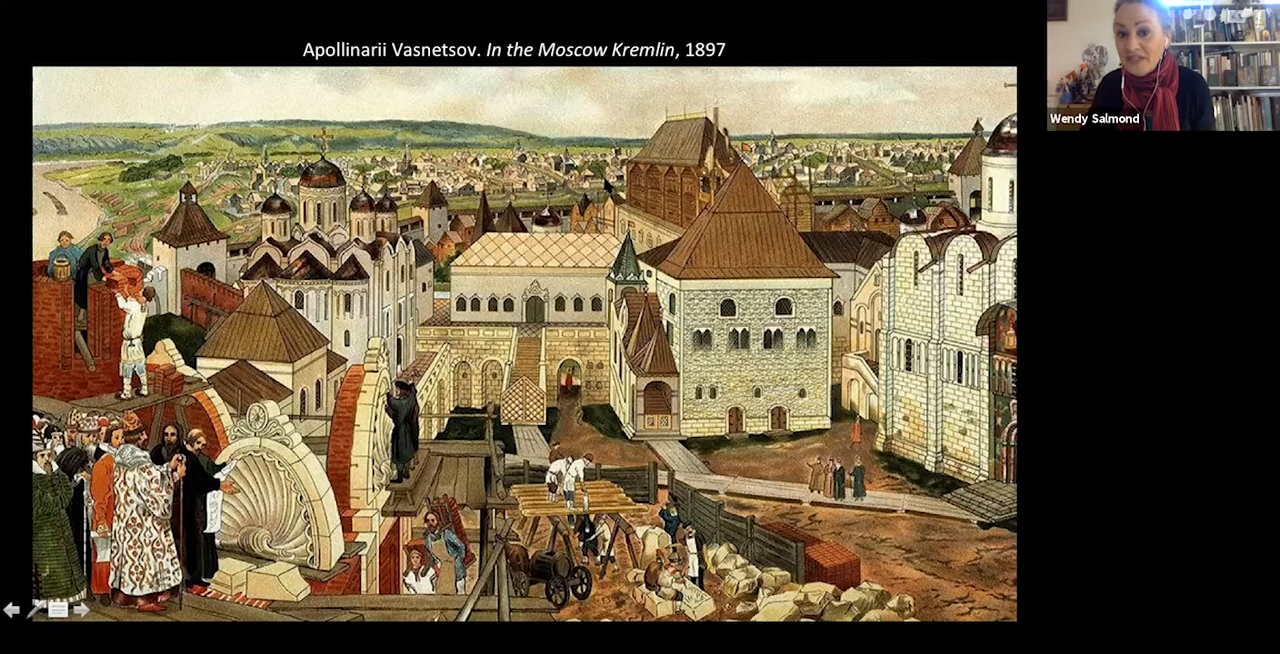 Apollinarii Vasnetsov. In the Moscow Kremlin, 1897
Wendy Salmond